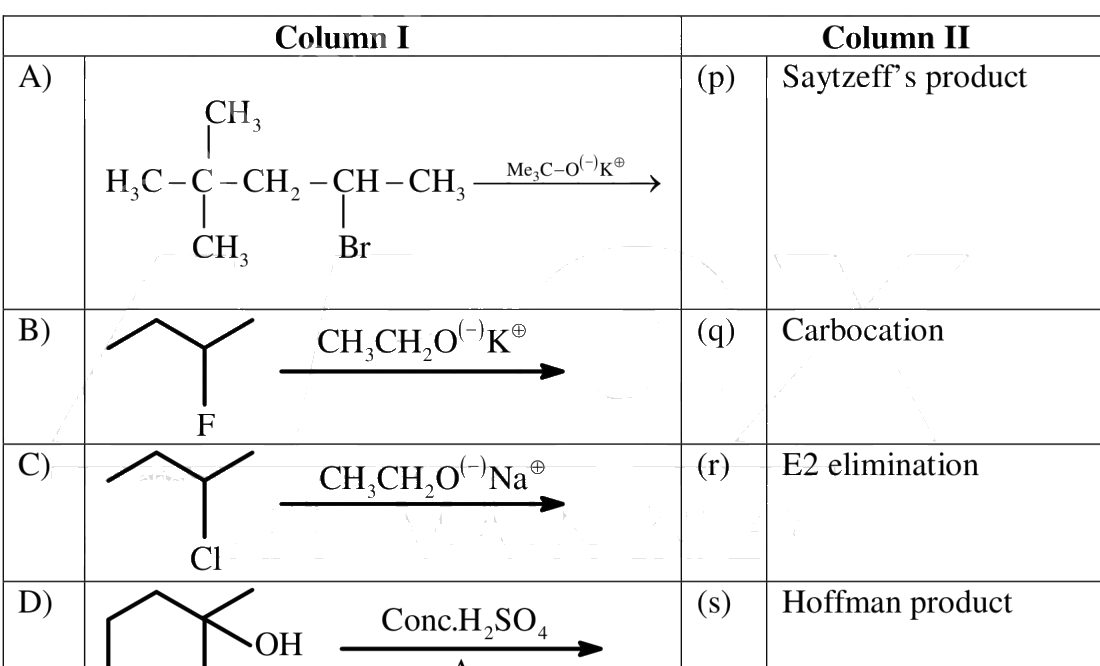 Column I Column II
A) (p) Saytzeff's product
CH₃
H₃C–C–CH₂–CH–CH₃ Me₃C–O⁽⁻⁾K⊕
CH₃ Br
B) CH₃CH₂O⁽⁻⁾K⊕ (q) Carbocation
F
C) CH₃CH₂O⁽⁻⁾Na⊕ (r) E2 elimination
Cl
D) OH Conc.H₂SO₄ (s) Hoffman product